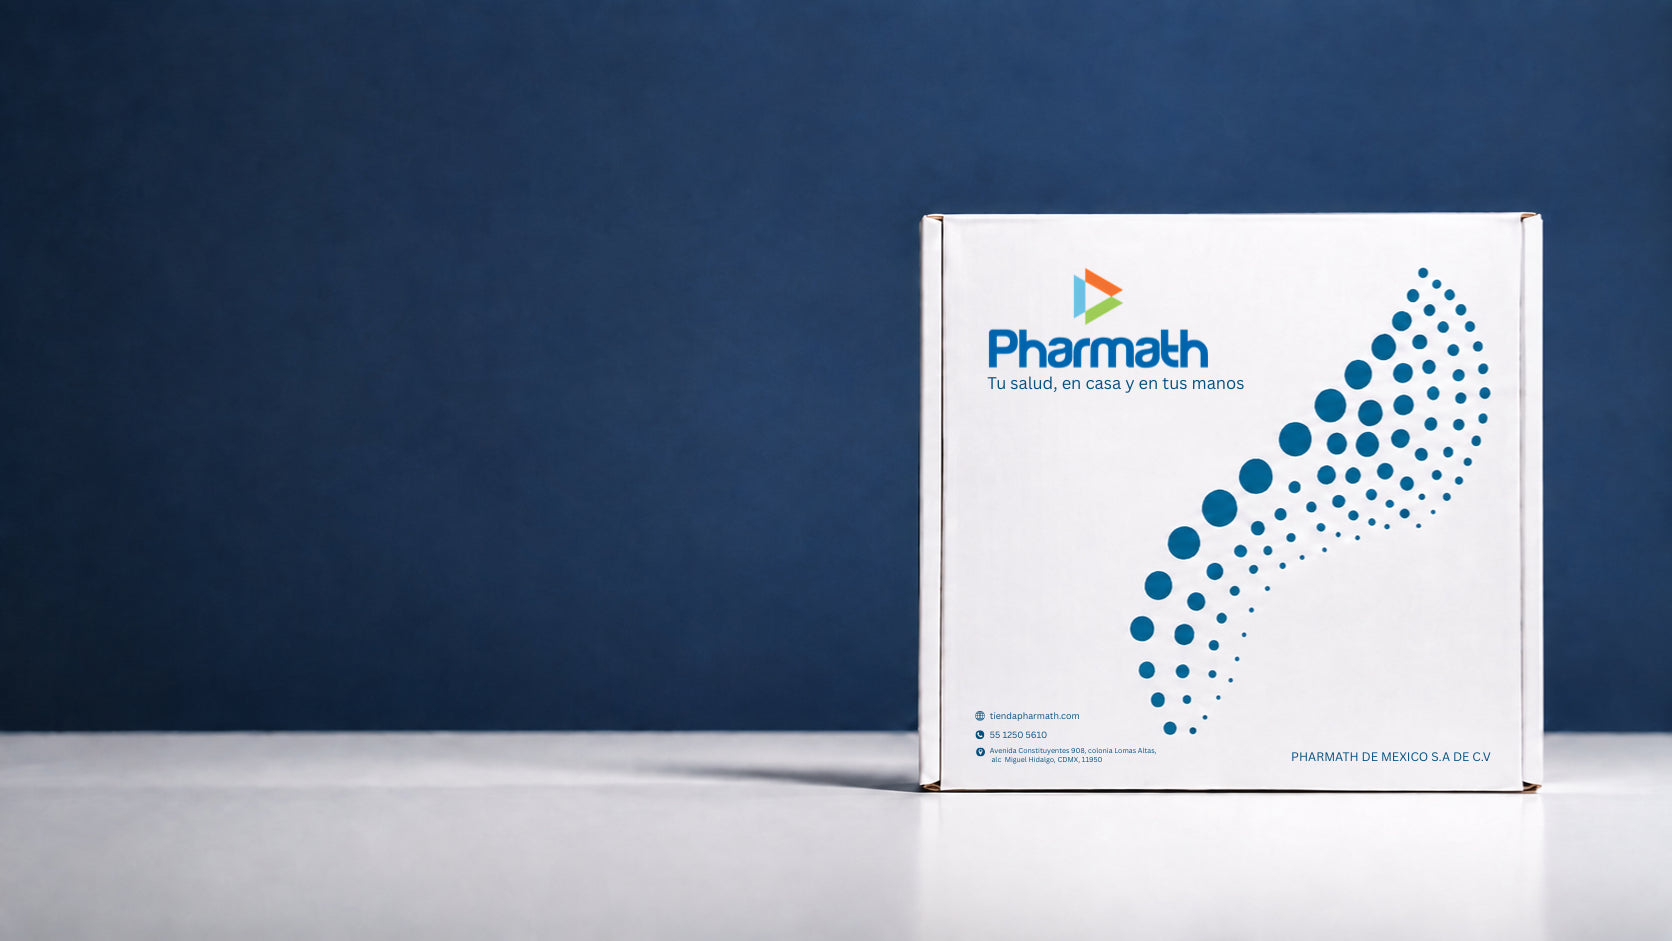 Pharmath
Tu salud, en casa y en tus manos
tiendapharmath.com
55 1250 5610
Avenida Constituyentes 908, colonia Lomas Altas,
alc Miguel Hidalgo, CDMX, 11950
PHARMATH DE MEXICO S.A DE C.V